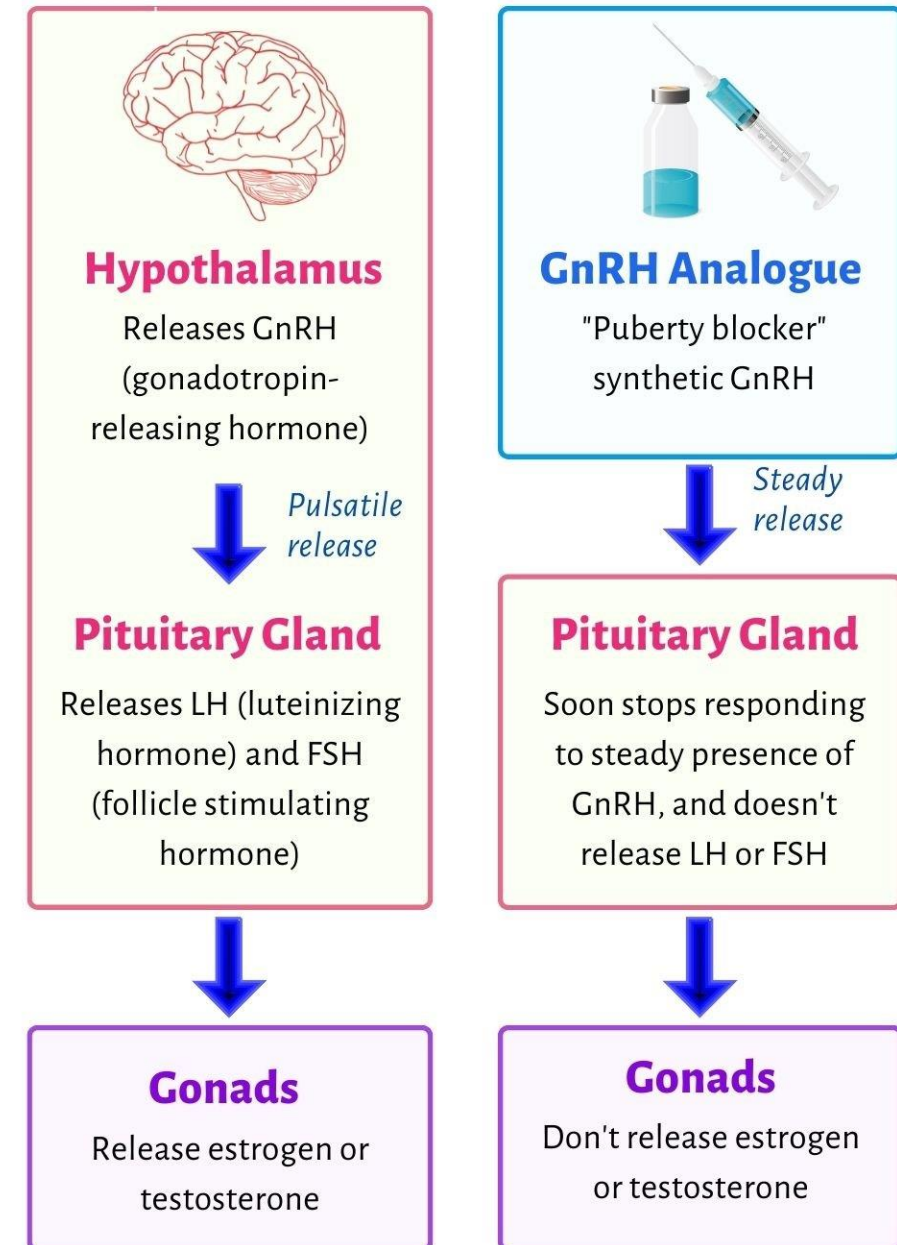 Hypothalamus
Releases GnRH
(gonadotropin-
releasing hormone)
Pulsatile
release
Pituitary Gland
Releases LH (luteinizing
hormone) and FSH
(follicle stimulating
hormone)
Gonads
Release estrogen or
testosterone
GnRH Analogue
"Puberty blocker"
synthetic GnRH
Steady
release
Pituitary Gland
Soon stops responding
to steady presence of
GnRH, and doesn't
release LH or FSH
Gonads
Don't release estrogen
or testosterone